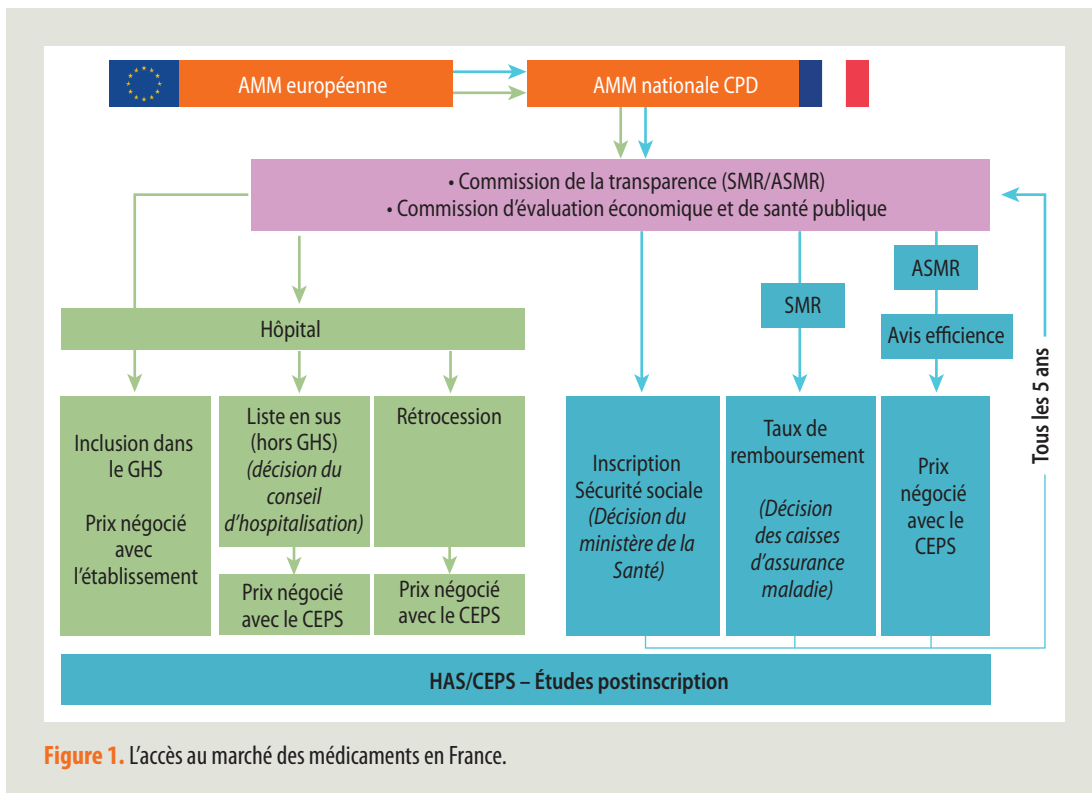 AMM européenne
AMM nationale CPD
• Commission de la transparence (SMR/ASMR)
• Commission d'évaluation économique et de santé publique
ASMR
SMR
Avis efficience
Hôpital
Inclusion dans
le GHS
Prix négocié
avec
l'établissement
Liste en sus
(hors GHS)
(décision du
conseil
d'hospitalisation)
Prix négocié
avec le CEPS
Rétrocession
Prix négocié
avec le CEPS
Inscription
Sécurité sociale
(Décision du
ministère de la
Santé)
Taux de
remboursement
(Décision
des caisses
d'assurance
maladie)
Prix
négocié
avec le
CEPS
Tous les 5 ans
HAS/CEPS – Études postinscription
Figure 1. L'accès au marché des médicaments en France.